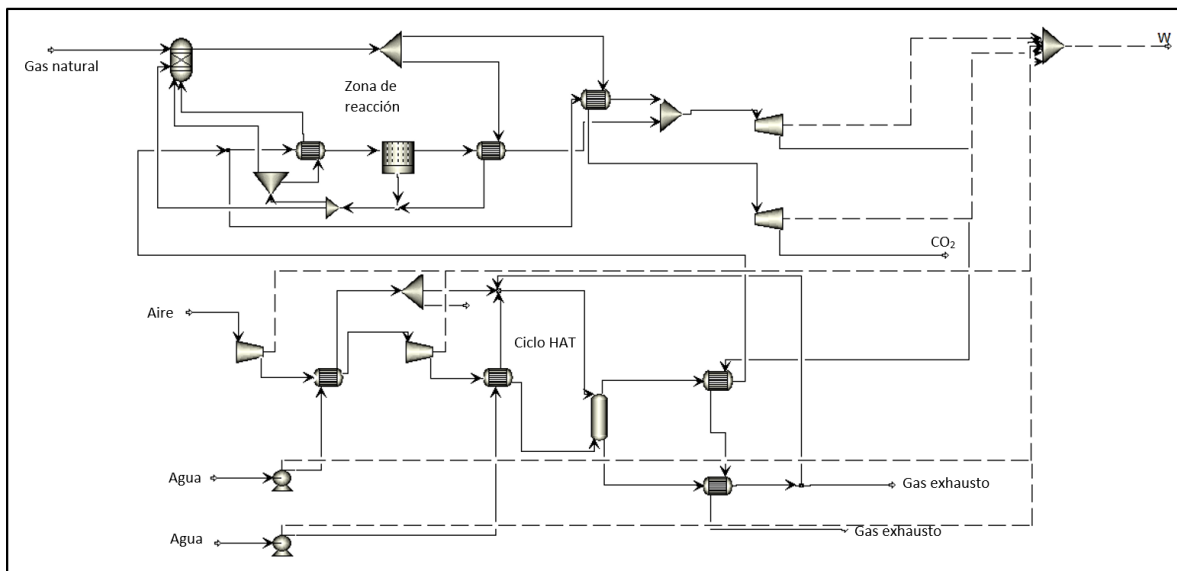 W
Gas natural
Zona de
reacción
CO₂
Aire
Ciclo HAT
Agua
Gas exhausto
Gas exhausto
Agua